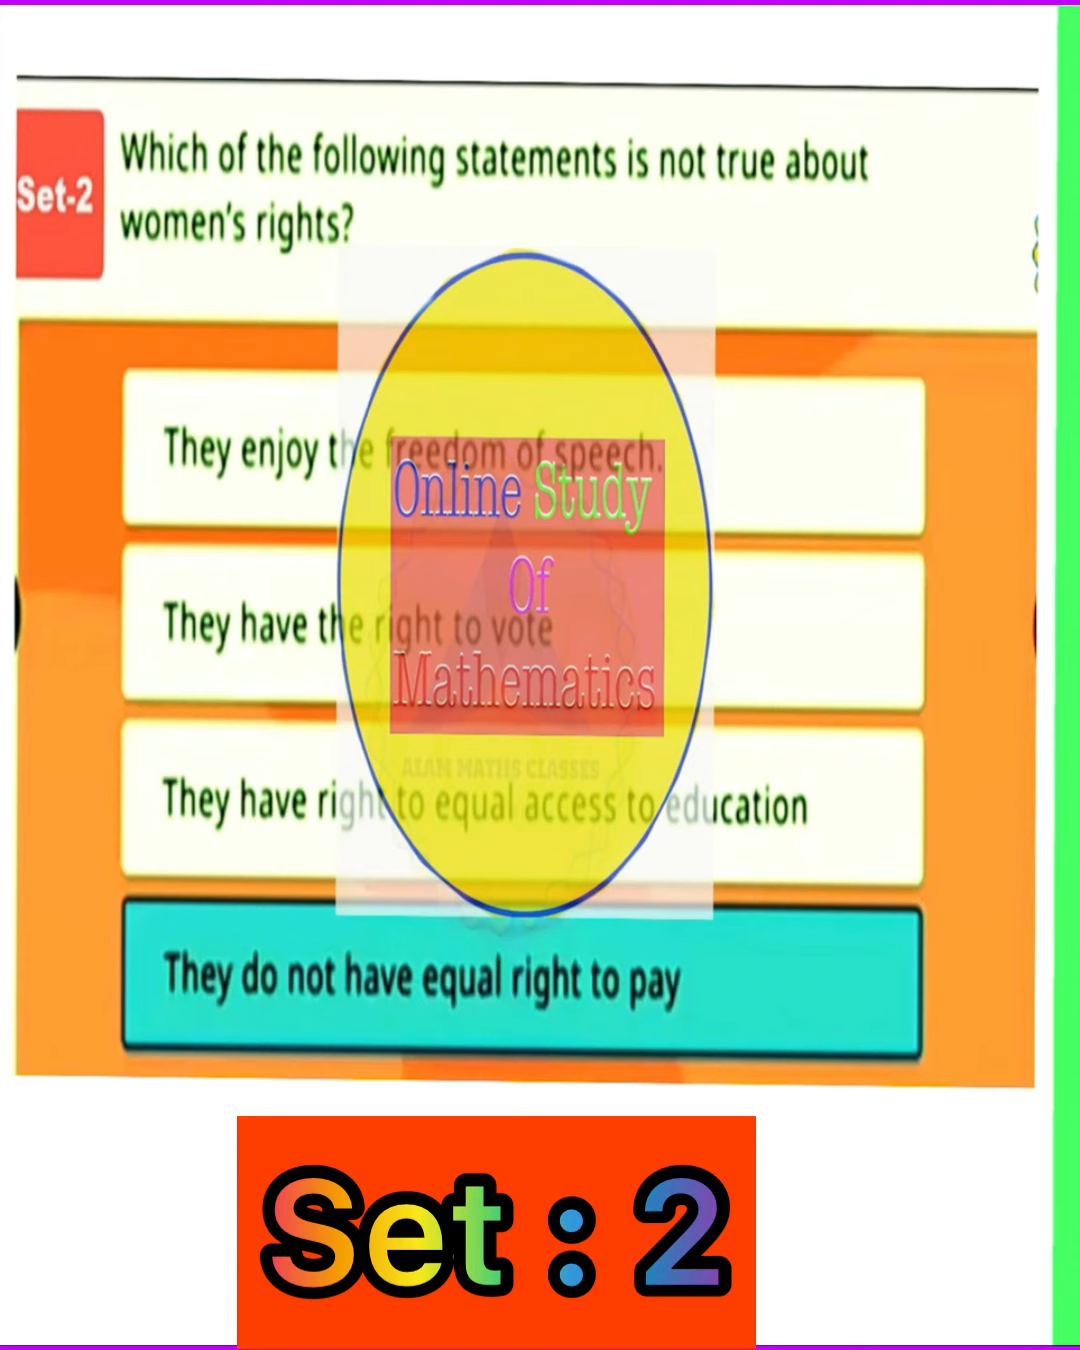 Set-2
Which of the following statements is not true about
women's rights?
They enjoy the freedom of speech.
Online Study
Of
They have the right to vote
Mathematics
ALAM MATHS CLASSES
They have right to equal access to education
They do not have equal right to pay
Set : 2